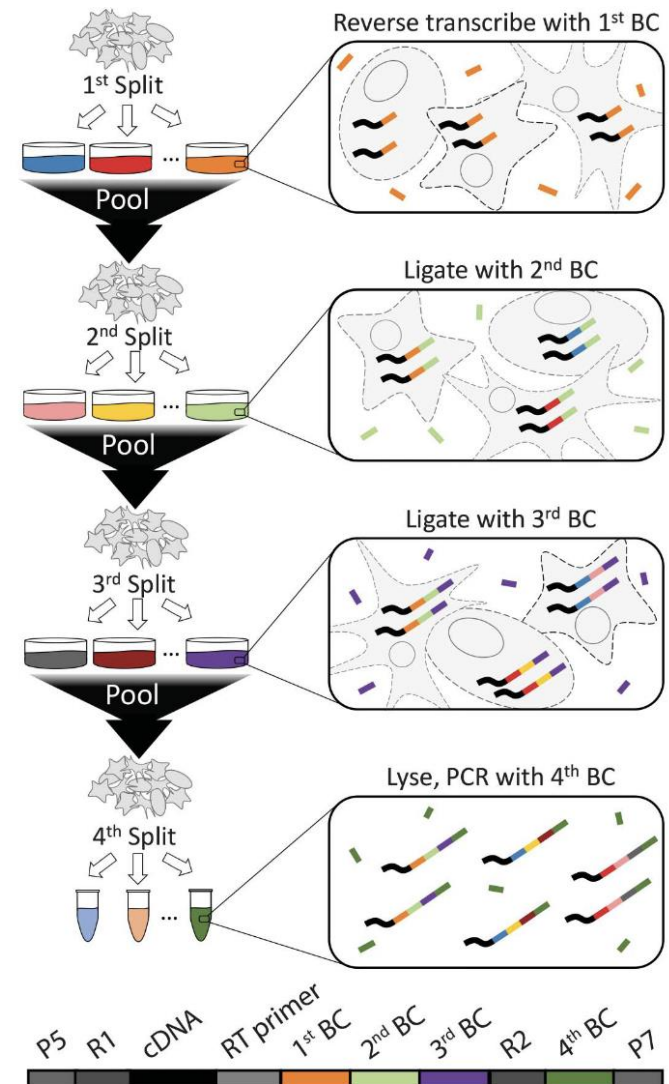 Reverse transcribe with 1st BC
1st Split
...
Pool
Ligate with 2nd BC
2nd Split
...
Pool
Ligate with 3rd BC
3rd Split
...
Pool
Lyse, PCR with 4th BC
4th Split
...
P5 R1 cDNA RT primer 1st BC 2nd BC 3rd BC R2 4th BC P7